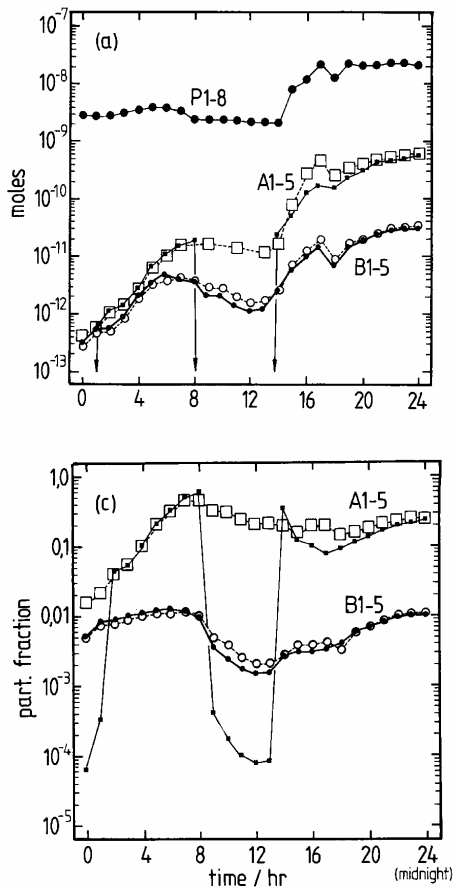 10⁻⁷
(a)
10⁻⁸
P1-8
10⁻⁹
moles
10⁻¹⁰
A1-5
10⁻¹¹
B1-5
10⁻¹²
10⁻¹³
0 4 8 12 16 20 24
1,0
(c)
A1-5
0,1
0,01
B1-5
part. fraction
10⁻³
10⁻⁴
10⁻⁵
0 4 8 12 16 20 24
time / hr (midnight)